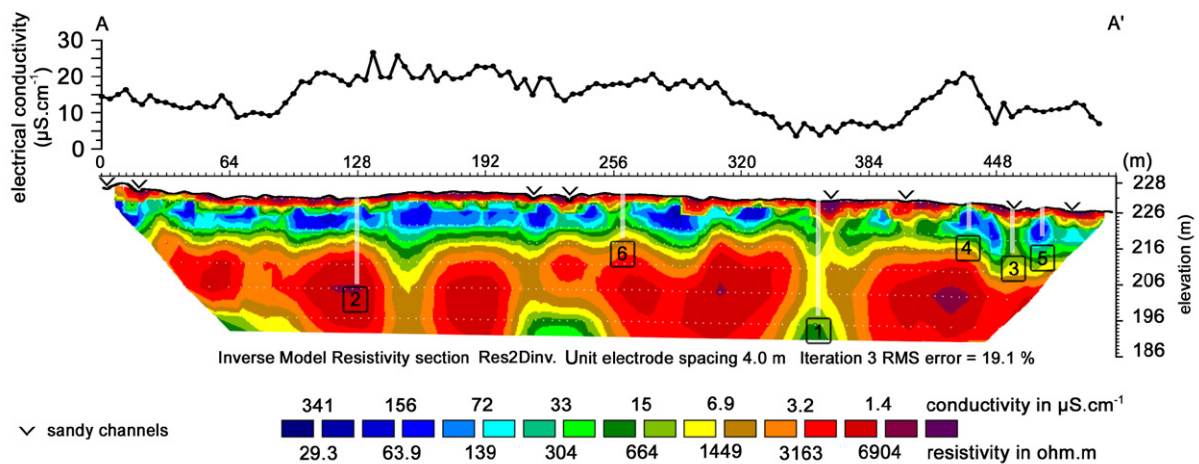 A A'
electrical conductivity
(µS.cm⁻¹)
30
20
10
0
0 64 128 192 256 320 384 448 (m)
228
226
216
206
196
186
elevation (m)
6
4
5
3
2
1
Inverse Model Resistivity section Res2Dinv. Unit electrode spacing 4.0 m Iteration 3 RMS error = 19.1 %
341 156 72 33 15 6.9 3.2 1.4 conductivity in µS.cm⁻¹
sandy channels
29.3 63.9 139 304 664 1449 3163 6904 resistivity in ohm.m